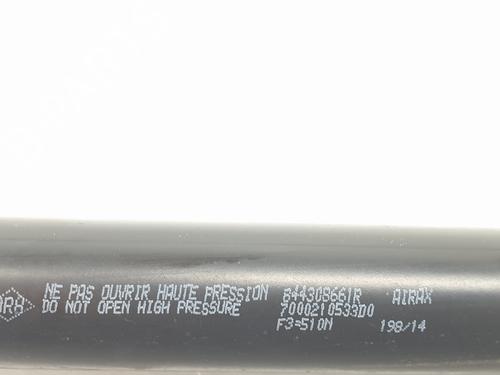 NE PAS OUVRIR HAUTE PRESSION 844308661R AIRAX
DO NOT OPEN HIGH PRESSURE 7000210533D0
F3=510N 198/14